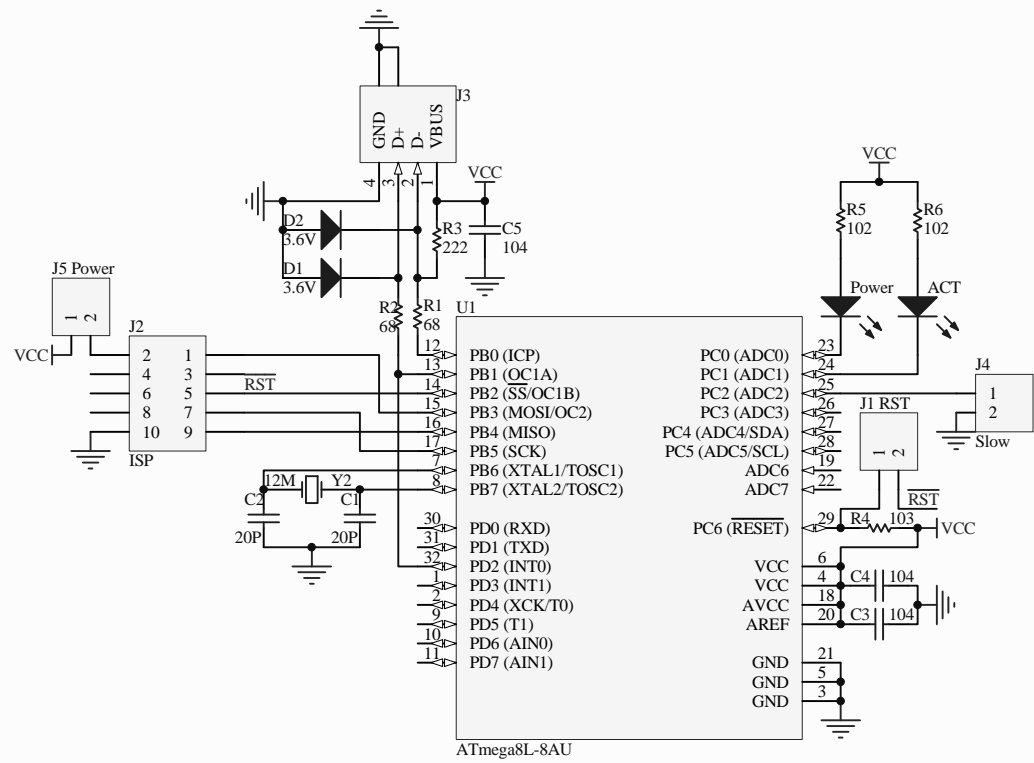 J3
GND
D+
D-
VBUS
4
3
2
1
VCC
D2
3.6V
D1
3.6V
R3
222
C5
104
R2
68
R1
68
J5 Power
1
2
VCC
J2
2
1
4
3
RST
6
5
8
7
10
9
ISP
12M
Y2
C2
C1
20P
20P
U1
12 PB0 (ICP)
13 PB1 (OC1A)
14 PB2 (SS/OC1B)
15 PB3 (MOSI/OC2)
16 PB4 (MISO)
17 PB5 (SCK)
7 PB6 (XTAL1/TOSC1)
8 PB7 (XTAL2/TOSC2)
30 PD0 (RXD)
31 PD1 (TXD)
32 PD2 (INT0)
1 PD3 (INT1)
2 PD4 (XCK/T0)
9 PD5 (T1)
10 PD6 (AIN0)
11 PD7 (AIN1)
PC0 (ADC0) 23
PC1 (ADC1) 24
PC2 (ADC2) 25
PC3 (ADC3) 26
PC4 (ADC4/SDA) 27
PC5 (ADC5/SCL) 28
ADC6 19
ADC7 22
PC6 (RESET) 29
VCC 6
VCC 4
AVCC 18
AREF 20
GND 21
GND 5
GND 3
ATmega8L-8AU
VCC
R5
102
R6
102
Power
ACT
J4
1
2
Slow
J1 RST
1
2
RST
R4
103
VCC
C4
104
C3
104